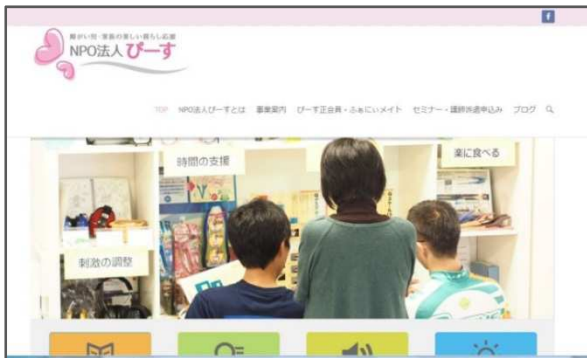 f
障がい児・家族の楽しい暮らし応援
NPO法人 ぴーす
TOP NPO法人ぴーすとは 事業案内 ぴーす正会員・ふぁにぃメイト セミナー・講師派遣申込み ブログ
時間の支援
楽に食べる
刺激の調整